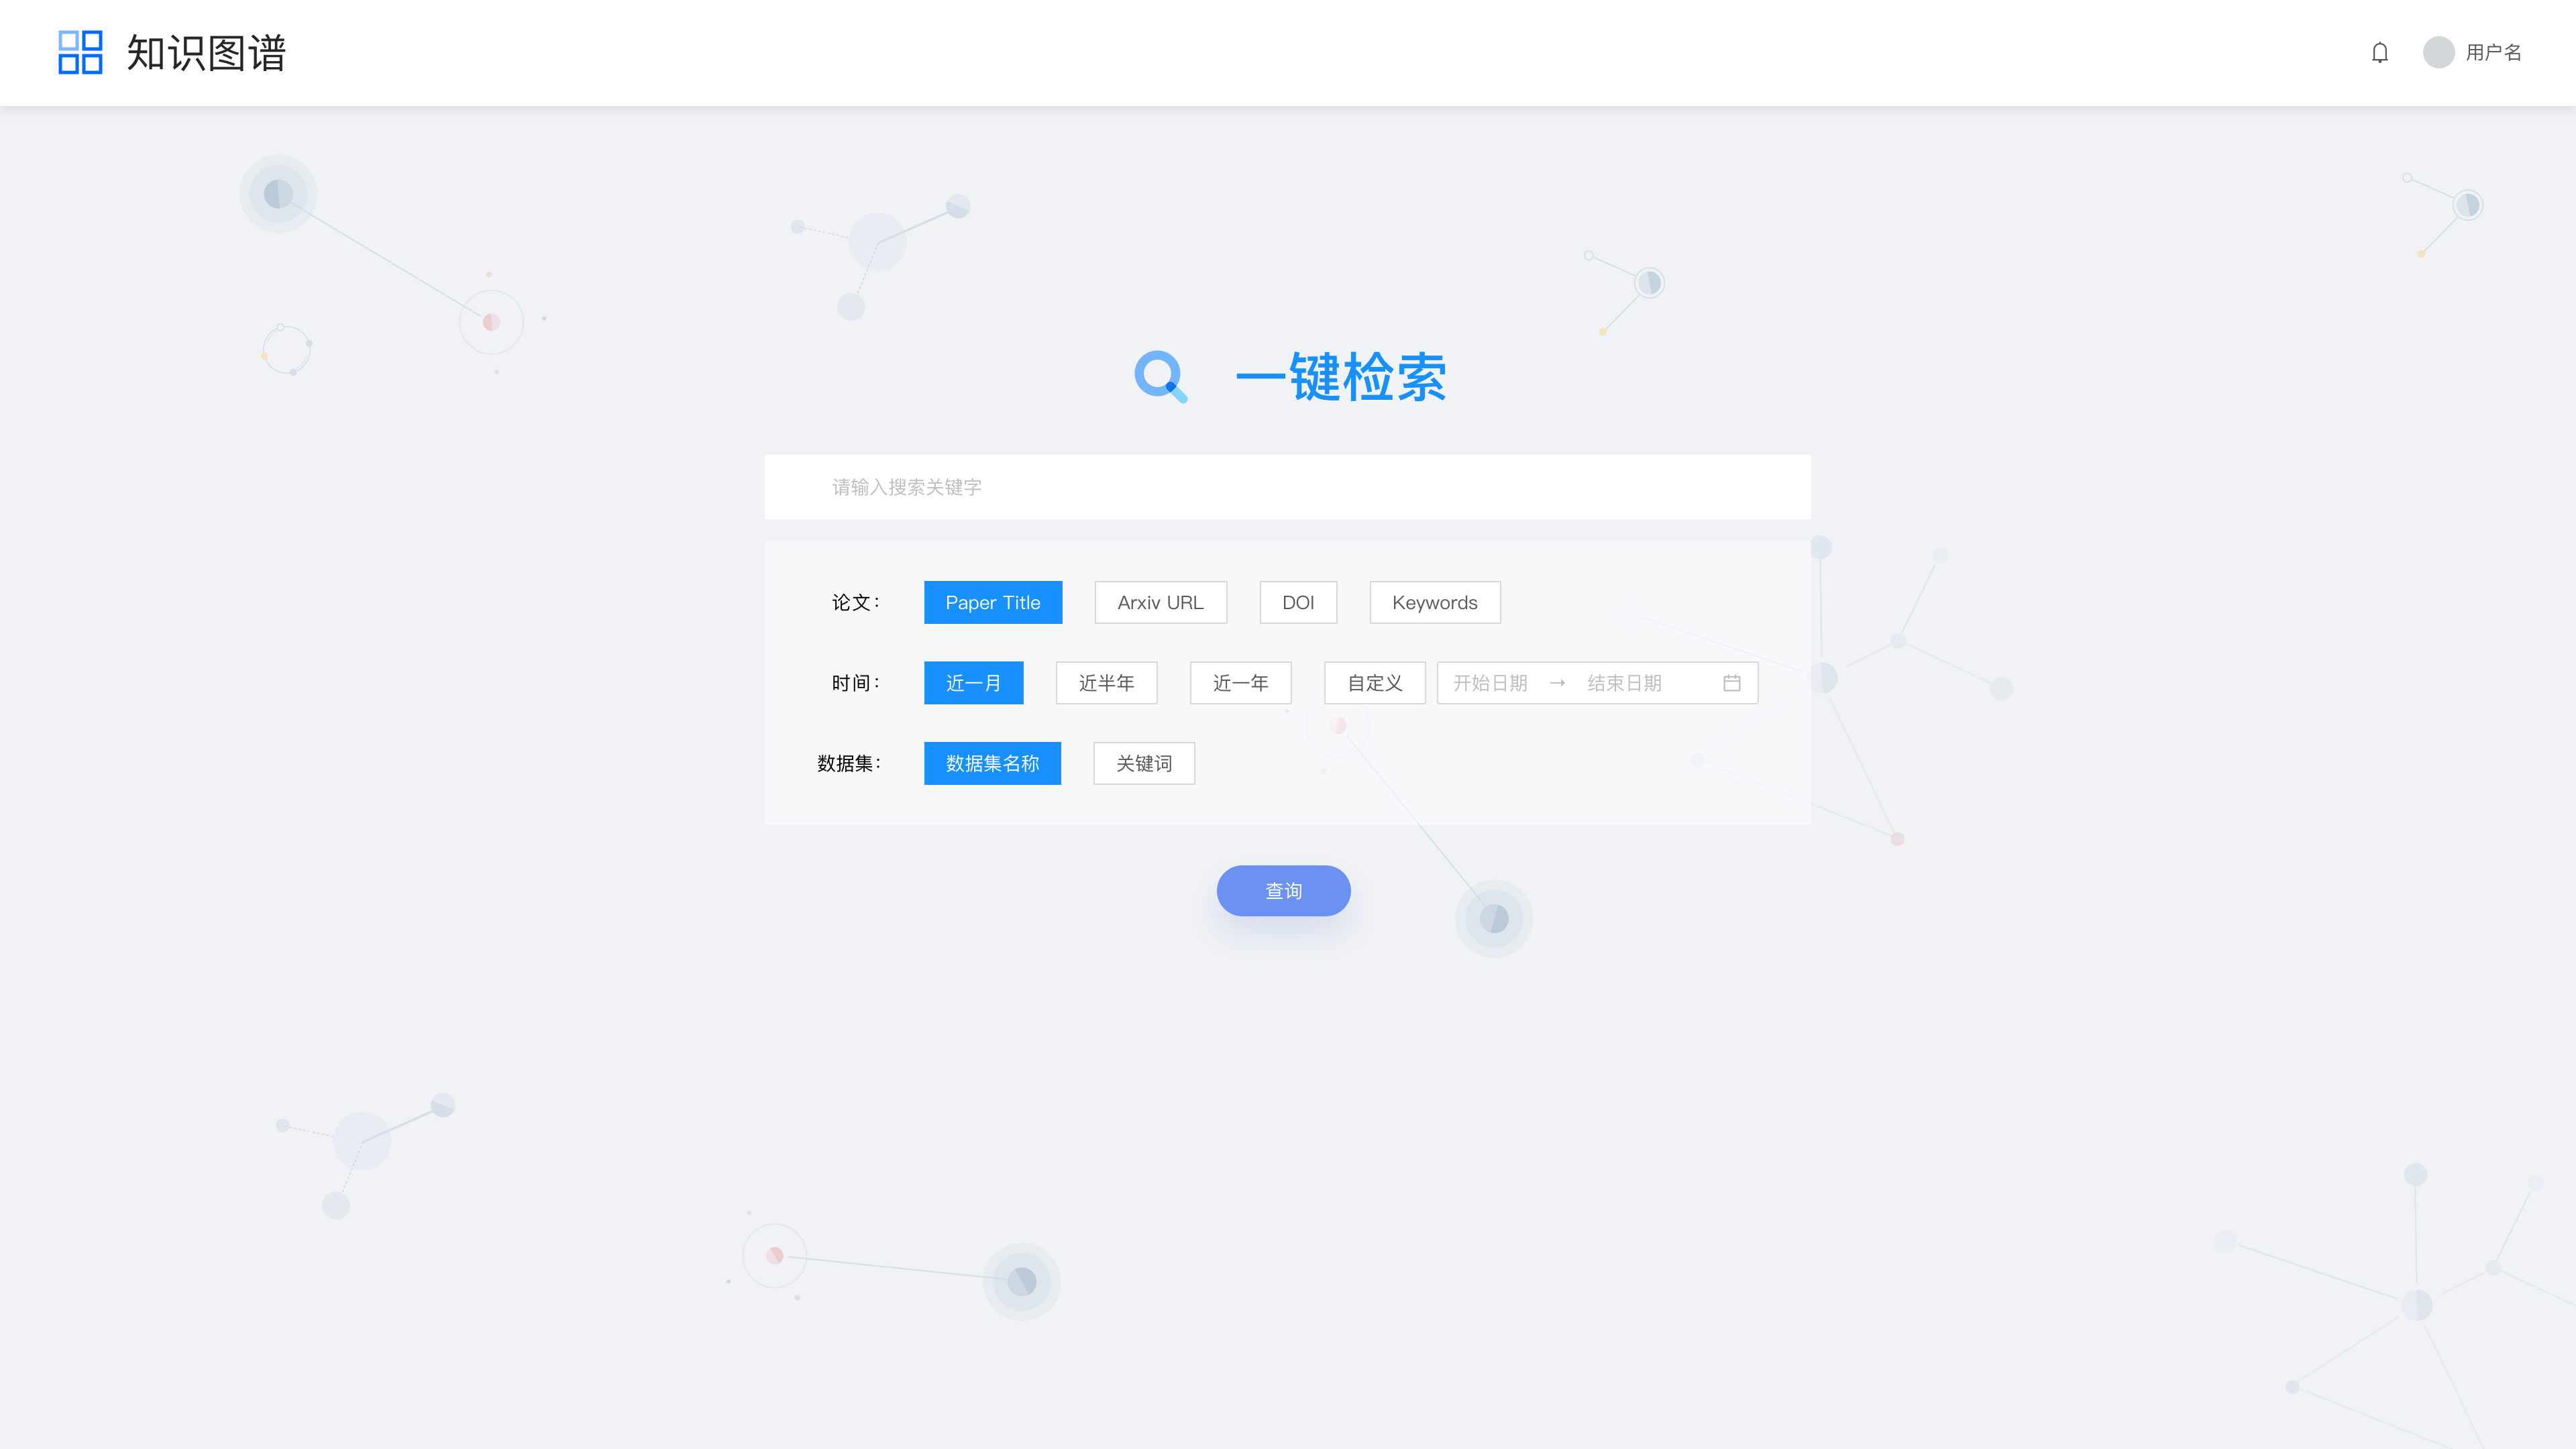 知识图谱
用户名
一键检索
请输入搜索关键字
论文： Paper Title Arxiv URL DOI Keywords
时间： 近一月 近半年 近一年 自定义 开始日期 → 结束日期
数据集： 数据集名称 关键词
查询